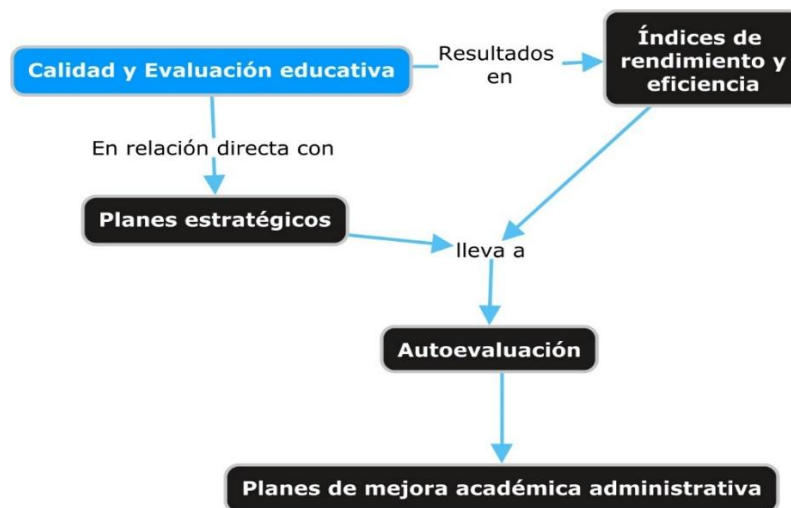 Calidad y Evaluación educativa
Resultados
en
Índices de
rendimiento y
eficiencia
En relación directa con
Planes estratégicos
lleva a
Autoevaluación
Planes de mejora académica administrativa